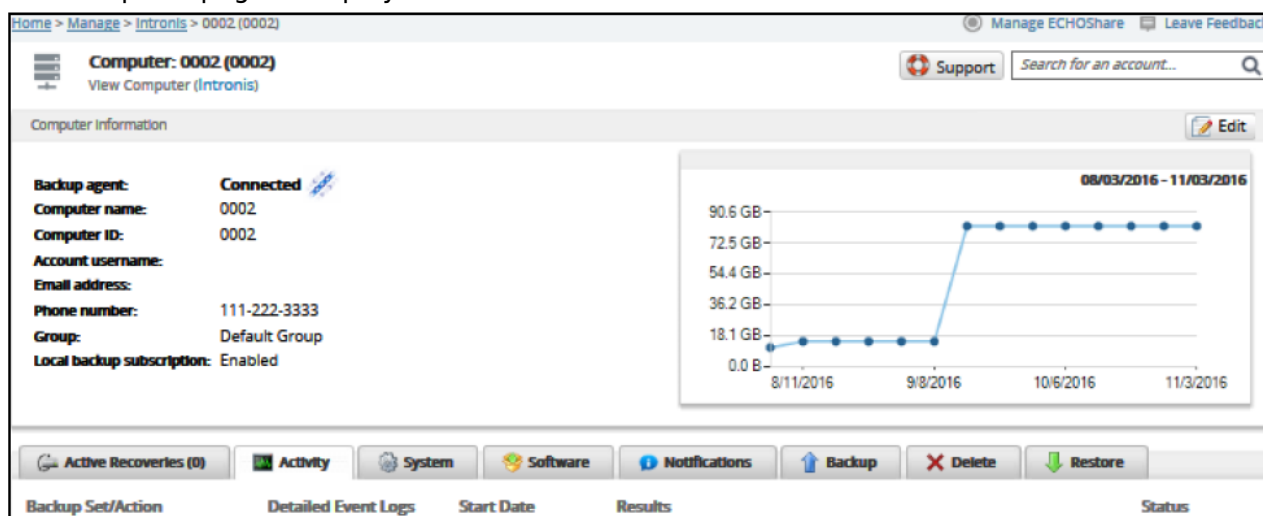 Home > Manage > Intronis > 0002 (0002)
Manage ECHOShare Leave Feedback
Computer: 0002 (0002)
View Computer (Intronis)
Support
Search for an account...
Computer Information
Edit
Backup agent: Connected
Computer name: 0002
Computer ID: 0002
Account username:
Email address:
Phone number: 111-222-3333
Group: Default Group
Local backup subscription: Enabled
08/03/2016 - 11/03/2016
90.6 GB
72.5 GB
54.4 GB
36.2 GB
18.1 GB
0.0 B
8/11/2016 9/8/2016 10/6/2016 11/3/2016
Active Recoveries (0) Activity System Software Notifications Backup Delete Restore
Backup Set/Action Detailed Event Logs Start Date Results Status